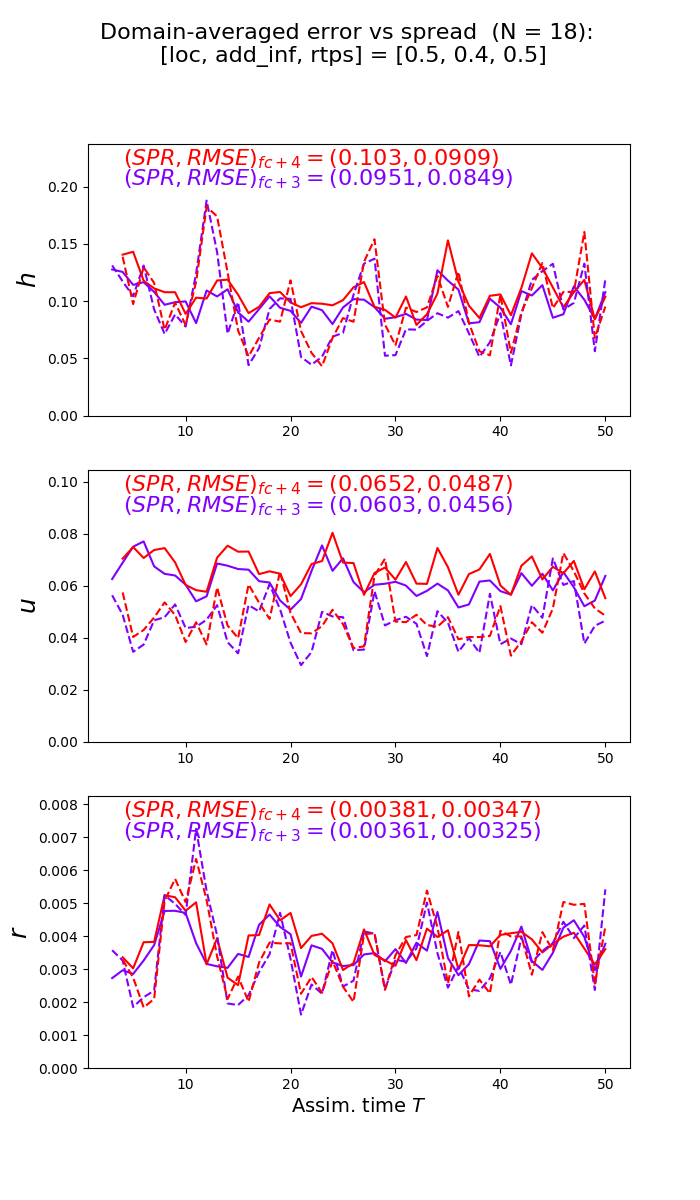 Domain-averaged error vs spread (N = 18):
[loc, add_inf, rtps] = [0.5, 0.4, 0.5]
(SPR, RMSE)fc+4 = (0.103, 0.0909)
(SPR, RMSE)fc+3 = (0.0951, 0.0849)
0.20
0.15
0.10
0.05
0.00
h
10 20 30 40 50
(SPR, RMSE)fc+4 = (0.0652, 0.0487)
(SPR, RMSE)fc+3 = (0.0603, 0.0456)
0.10
0.08
0.06
0.04
0.02
0.00
u
10 20 30 40 50
(SPR, RMSE)fc+4 = (0.00381, 0.00347)
(SPR, RMSE)fc+3 = (0.00361, 0.00325)
0.008
0.007
0.006
0.005
0.004
0.003
0.002
0.001
0.000
r
10 20 30 40 50
Assim. time T